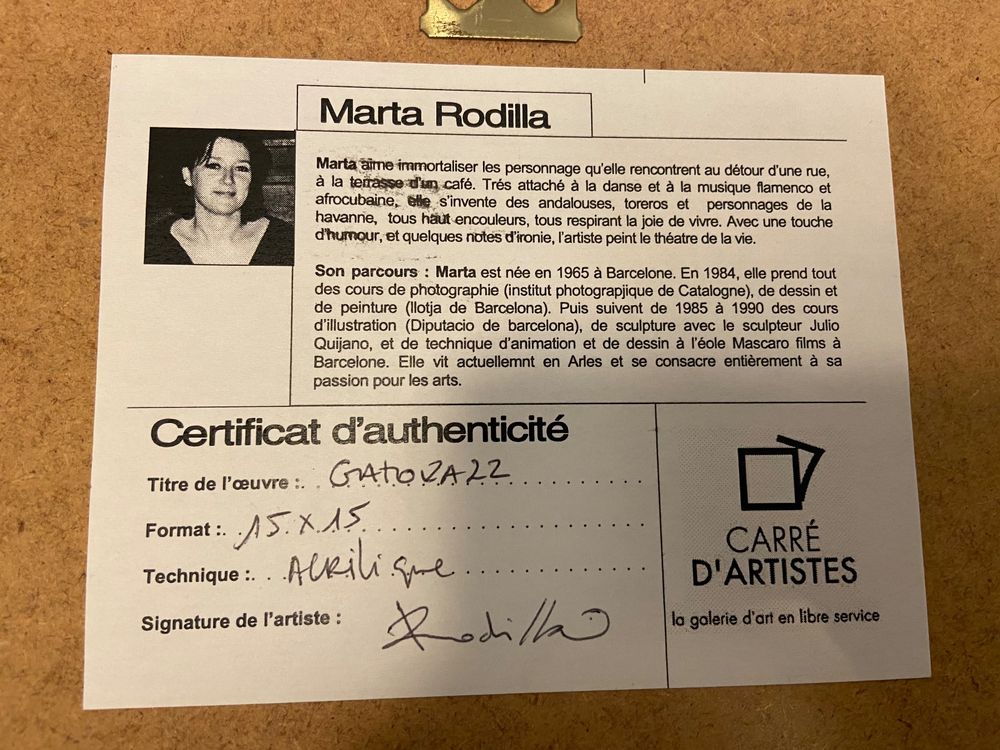 Marta Rodilla
Marta aime immortaliser les personnage qu'elle rencontrent au détour d'une rue,
à la terrasse d'un café. Trés attaché à la danse et à la musique flamenco et
afrocubaine, elle s'invente des andalouses, toreros et personnages de la
havanne, tous haut encouleurs, tous respirant la joie de vivre. Avec une touche
d'humour, et quelques notes d'ironie, l'artiste peint le théatre de la vie.
Son parcours : Marta est née en 1965 à Barcelone. En 1984, elle prend tout
des cours de photographie (institut photograpjique de Catalogne), de dessin et
de peinture (llotja de Barcelona). Puis suivent de 1985 à 1990 des cours
d'illustration (Diputacio de barcelona), de sculpture avec le sculpteur Julio
Quijano, et de technique d'animation et de dessin à l'éole Mascaro films à
Barcelone. Elle vit actuellemnt en Arles et se consacre entièrement à sa
passion pour les arts.
Certificat d'authenticité
Titre de l'œuvre :. . GATOVAZZ
Format :. . 15 X 15
Technique :. . . ACRILIque
Signature de l'artiste : Rodilla
CARRÉ
D'ARTISTES
la galerie d'art en libre service